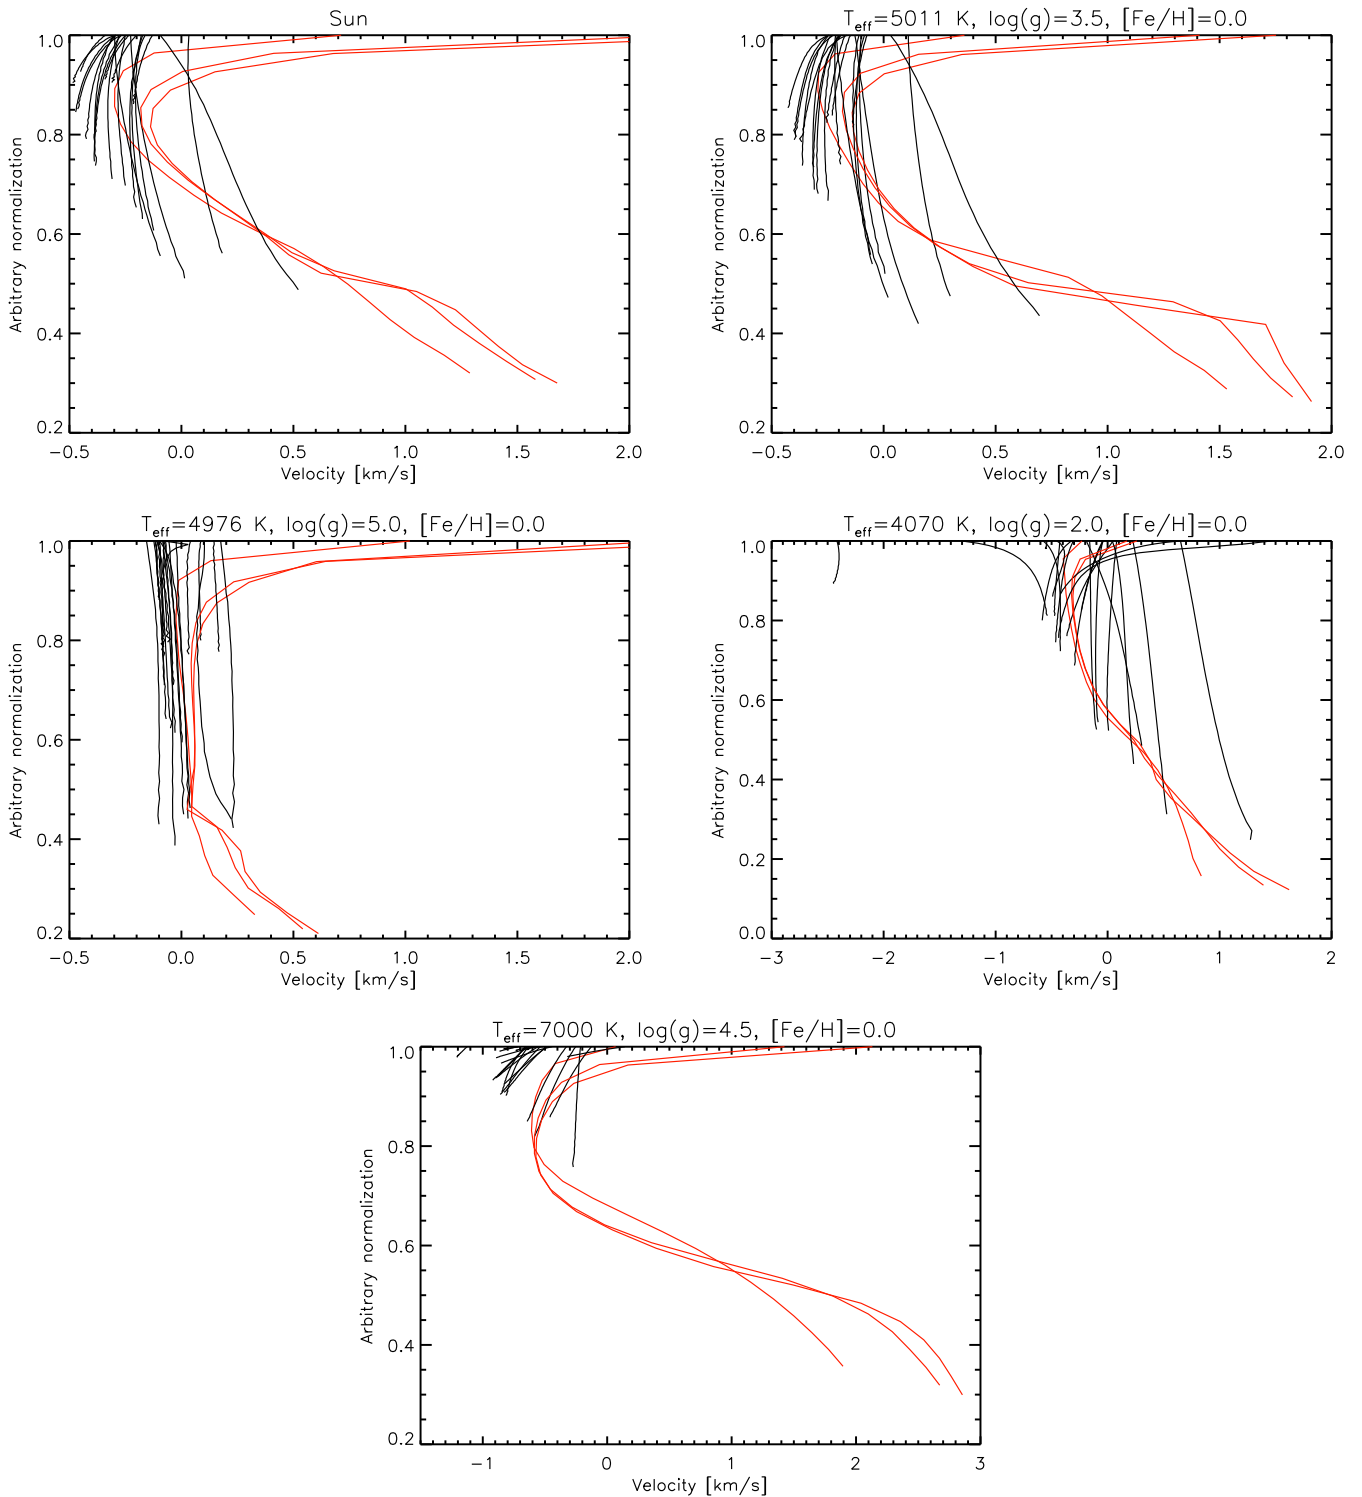 Sun
1.0
0.8
0.6
0.4
0.2
Arbitrary normalization
−0.5 0.0 0.5 1.0 1.5 2.0
Velocity [km/s]
Teff=5011 K, log(g)=3.5, [Fe/H]=0.0
1.0
0.8
0.6
0.4
0.2
Arbitrary normalization
−0.5 0.0 0.5 1.0 1.5 2.0
Velocity [km/s]
Teff=4976 K, log(g)=5.0, [Fe/H]=0.0
1.0
0.8
0.6
0.4
0.2
Arbitrary normalization
−0.5 0.0 0.5 1.0 1.5 2.0
Velocity [km/s]
Teff=4070 K, log(g)=2.0, [Fe/H]=0.0
1.0
0.8
0.6
0.4
0.2
0.0
Arbitrary normalization
−3 −2 −1 0 1 2
Velocity [km/s]
Teff=7000 K, log(g)=4.5, [Fe/H]=0.0
1.0
0.8
0.6
0.4
0.2
Arbitrary normalization
−1 0 1 2 3
Velocity [km/s]